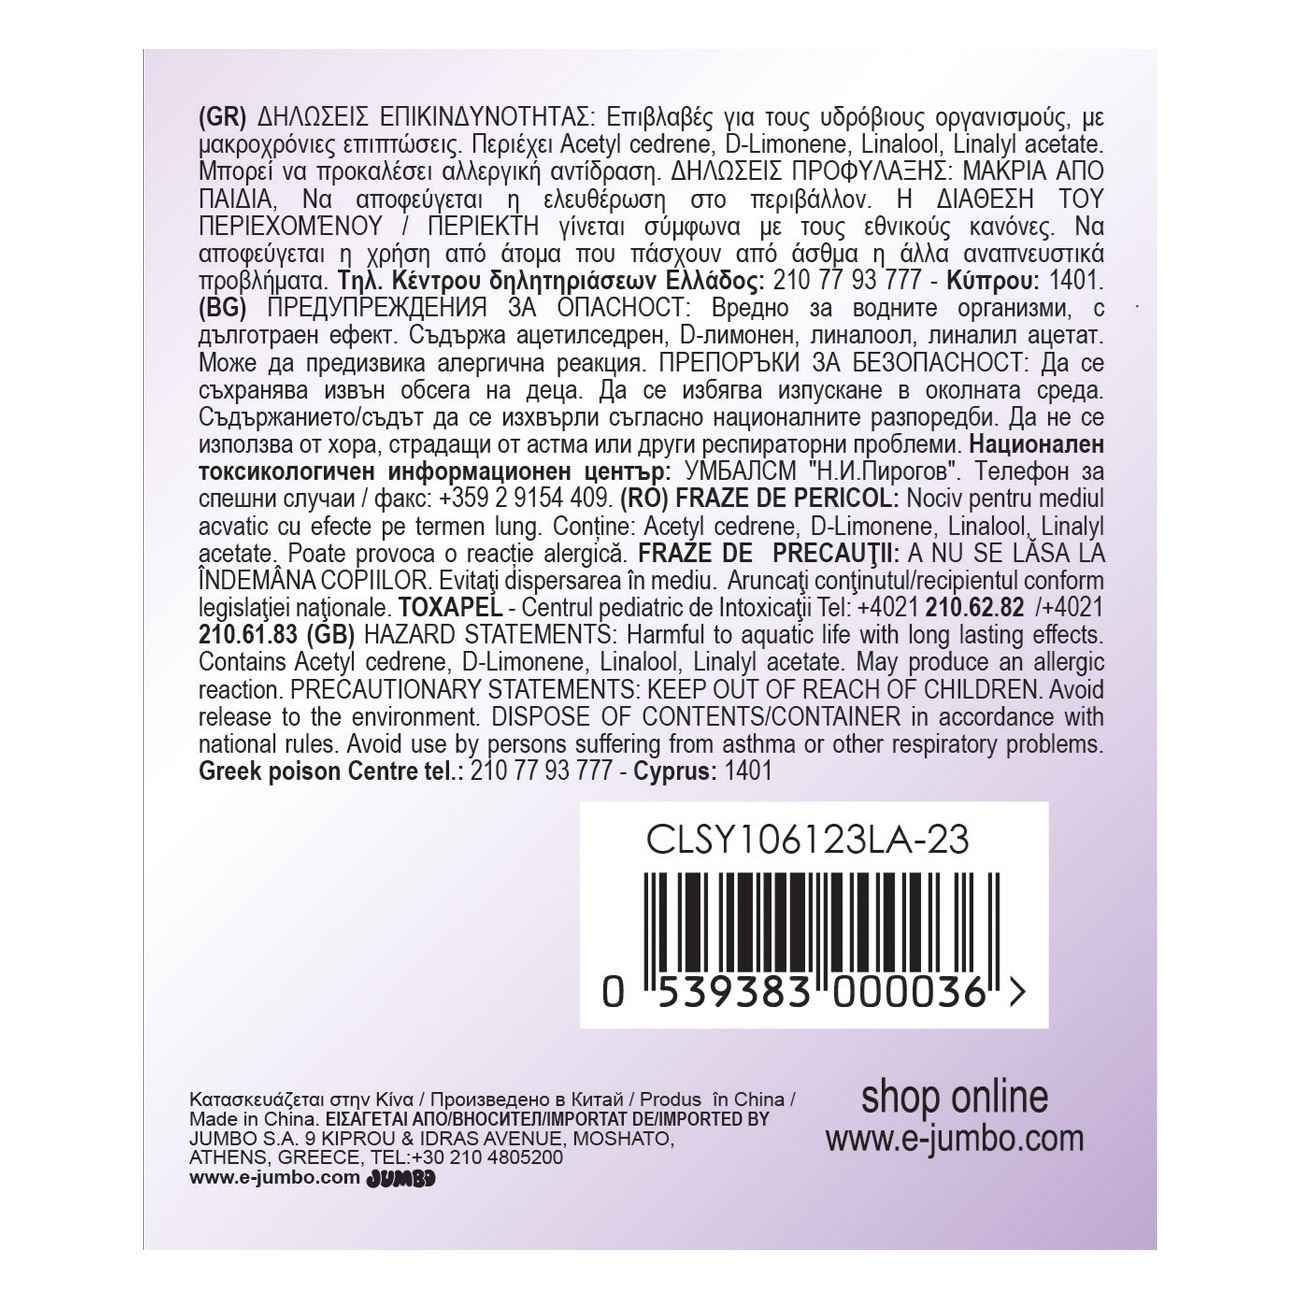 (GR) ΔΗΛΩΣΕΙΣ ΕΠΙΚΙΝΔΥΝΟΤΗΤΑΣ: Επιβλαβές για τους υδρόβιους οργανισμούς, με
μακροχρόνιες επιπτώσεις. Περιέχει Acetyl cedrene, D-Limonene, Linalool, Linalyl acetate.
Μπορεί να προκαλέσει αλλεργική αντίδραση. ΔΗΛΩΣΕΙΣ ΠΡΟΦΥΛΑΞΗΣ: ΜΑΚΡΙΑ ΑΠΟ
ΠΑΙΔΙΑ, Να αποφεύγεται η ελευθέρωση στο περιβάλλον. Η ΔΙΑΘΕΣΗ ΤΟΥ
ΠΕΡΙΕΧΟΜΈΝΟΥ / ΠΕΡΙΕΚΤΗ γίνεται σύμφωνα με τους εθνικούς κανόνες. Να
αποφεύγεται η χρήση από άτομα που πάσχουν από άσθμα η άλλα αναπνευστικά
προβλήματα. Τηλ. Κέντρου δηλητηριάσεων Ελλάδος: 210 77 93 777 - Κύπρου: 1401.
(BG) ПРЕДУПРЕЖДЕНИЯ ЗА ОПАСНОСТ: Вредно за водните организми, с
дълготраен ефект. Съдържа ацетилседрен, D-лимонен, линалоол, линалил ацетат.
Може да предизвика алергична реакция. ПРЕПОРЪКИ ЗА БЕЗОПАСНОСТ: Да се
съхранява извън обсега на деца. Да се избягва изпускане в околната среда.
Съдържанието/съдът да се изхвърли съгласно националните разпоредби. Да не се
използва от хора, страдащи от астма или други респираторни проблеми. Национален
токсикологичен информационен център: УМБАЛСМ "Н.И.Пирогов". Телефон за
спешни случаи / факс: +359 2 9154 409. (RO) FRAZE DE PERICOL: Nociv pentru mediul
acvatic cu efecte pe termen lung. Conține: Acetyl cedrene, D-Limonene, Linalool, Linalyl
acetate. Poate provoca o reacție alergică. FRAZE DE PRECAUŢII: A NU SE LĂSA LA
ÎNDEMÂNA COPIILOR. Evitaţi dispersarea în mediu. Aruncaţi conţinutul/recipientul conform
legislaţiei naţionale. TOXAPEL - Centrul pediatric de Intoxicaţii Tel: +4021 210.62.82 /+4021
210.61.83 (GB) HAZARD STATEMENTS: Harmful to aquatic life with long lasting effects.
Contains Acetyl cedrene, D-Limonene, Linalool, Linalyl acetate. May produce an allergic
reaction. PRECAUTIONARY STATEMENTS: KEEP OUT OF REACH OF CHILDREN. Avoid
release to the environment. DISPOSE OF CONTENTS/CONTAINER in accordance with
national rules. Avoid use by persons suffering from asthma or other respiratory problems.
Greek poison Centre tel.: 210 77 93 777 - Cyprus: 1401
CLSY106123LA-23
0 539383 000036 >
Κατασκευάζεται στην Κίνα / Произведено в Китай / Produs în China /
Made in China. ΕΙΣΑΓΕΤΑΙ ΑΠΟ/ВНОСИТЕЛ/IMPORTAT DE/IMPORTED BY
JUMBO S.A. 9 KIPROU & IDRAS AVENUE, MOSHATO,
ATHENS, GREECE, TEL:+30 210 4805200
www.e-jumbo.com JUMBO
shop online
www.e-jumbo.com